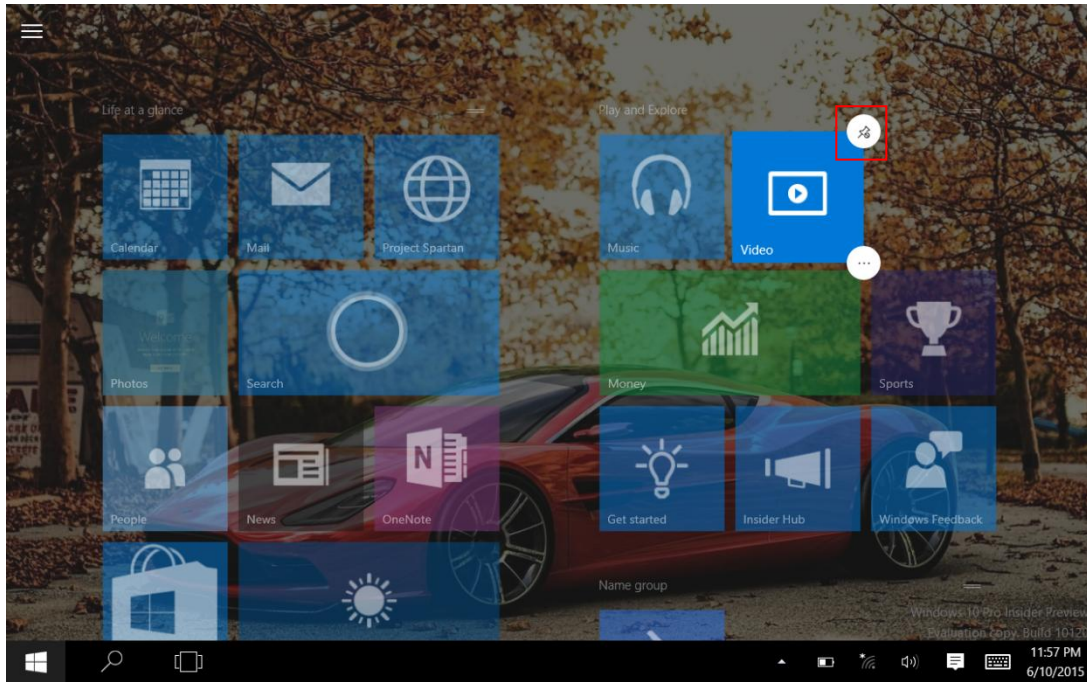 Life at a glance
Play and Explore
Calendar
Mail
Project Spartan
Music
Video
Welcome
Photos
Search
Money
Sports
People
News
N
OneNote
Get started
Insider Hub
Windows Feedback
Name group
Windows 10 Pro Insider Preview
Evaluation copy. Build 1012
11:57 PM
6/10/2015